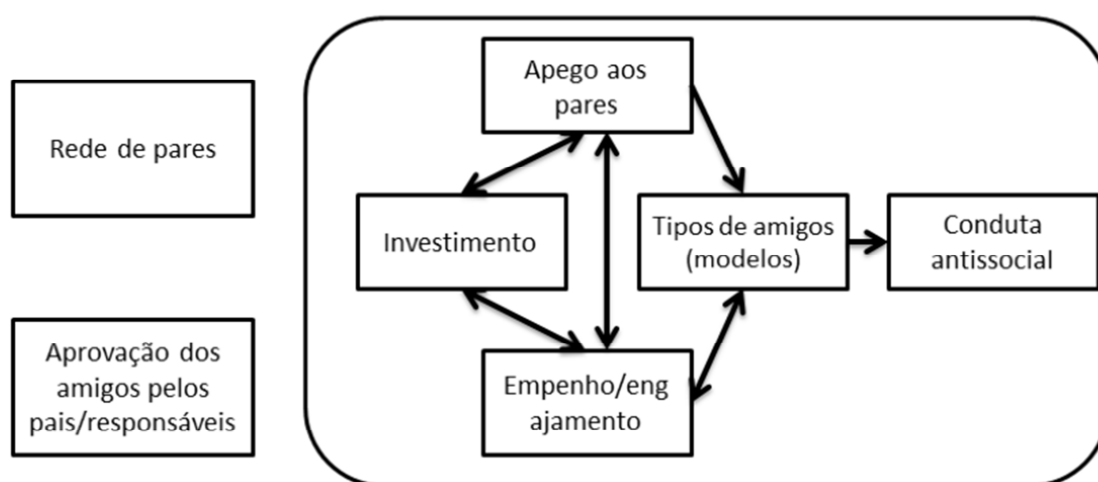 Rede de pares
Aprovação dos
amigos pelos
pais/responsáveis
Apego aos
pares
Investimento
Tipos de amigos
(modelos)
Conduta
antissocial
Empenho/eng
ajamento